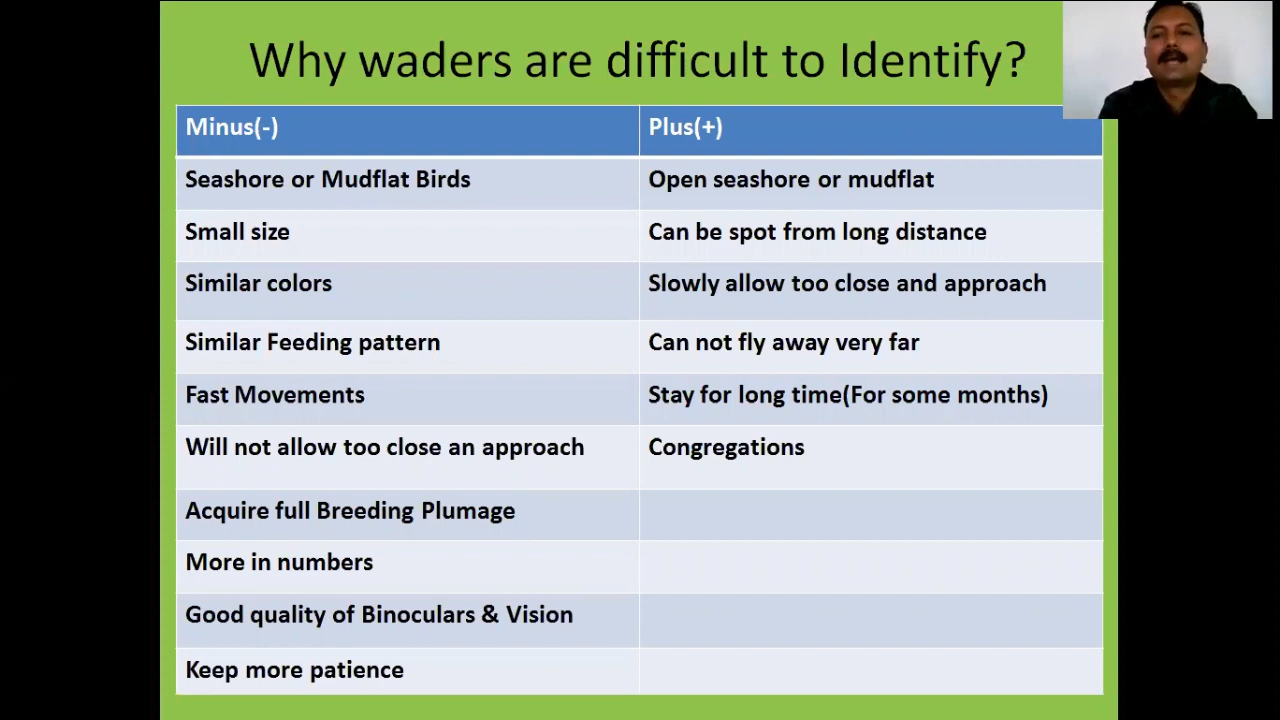 Why waders are difficult to Identify?
Minus(-)
Plus(+)
Seashore or Mudflat Birds
Open seashore or mudflat
Small size
Can be spot from long distance
Similar colors
Slowly allow too close and approach
Similar Feeding pattern
Can not fly away very far
Fast Movements
Stay for long time(For some months)
Will not allow too close an approach
Congregations
Acquire full Breeding Plumage
More in numbers
Good quality of Binoculars & Vision
Keep more patience